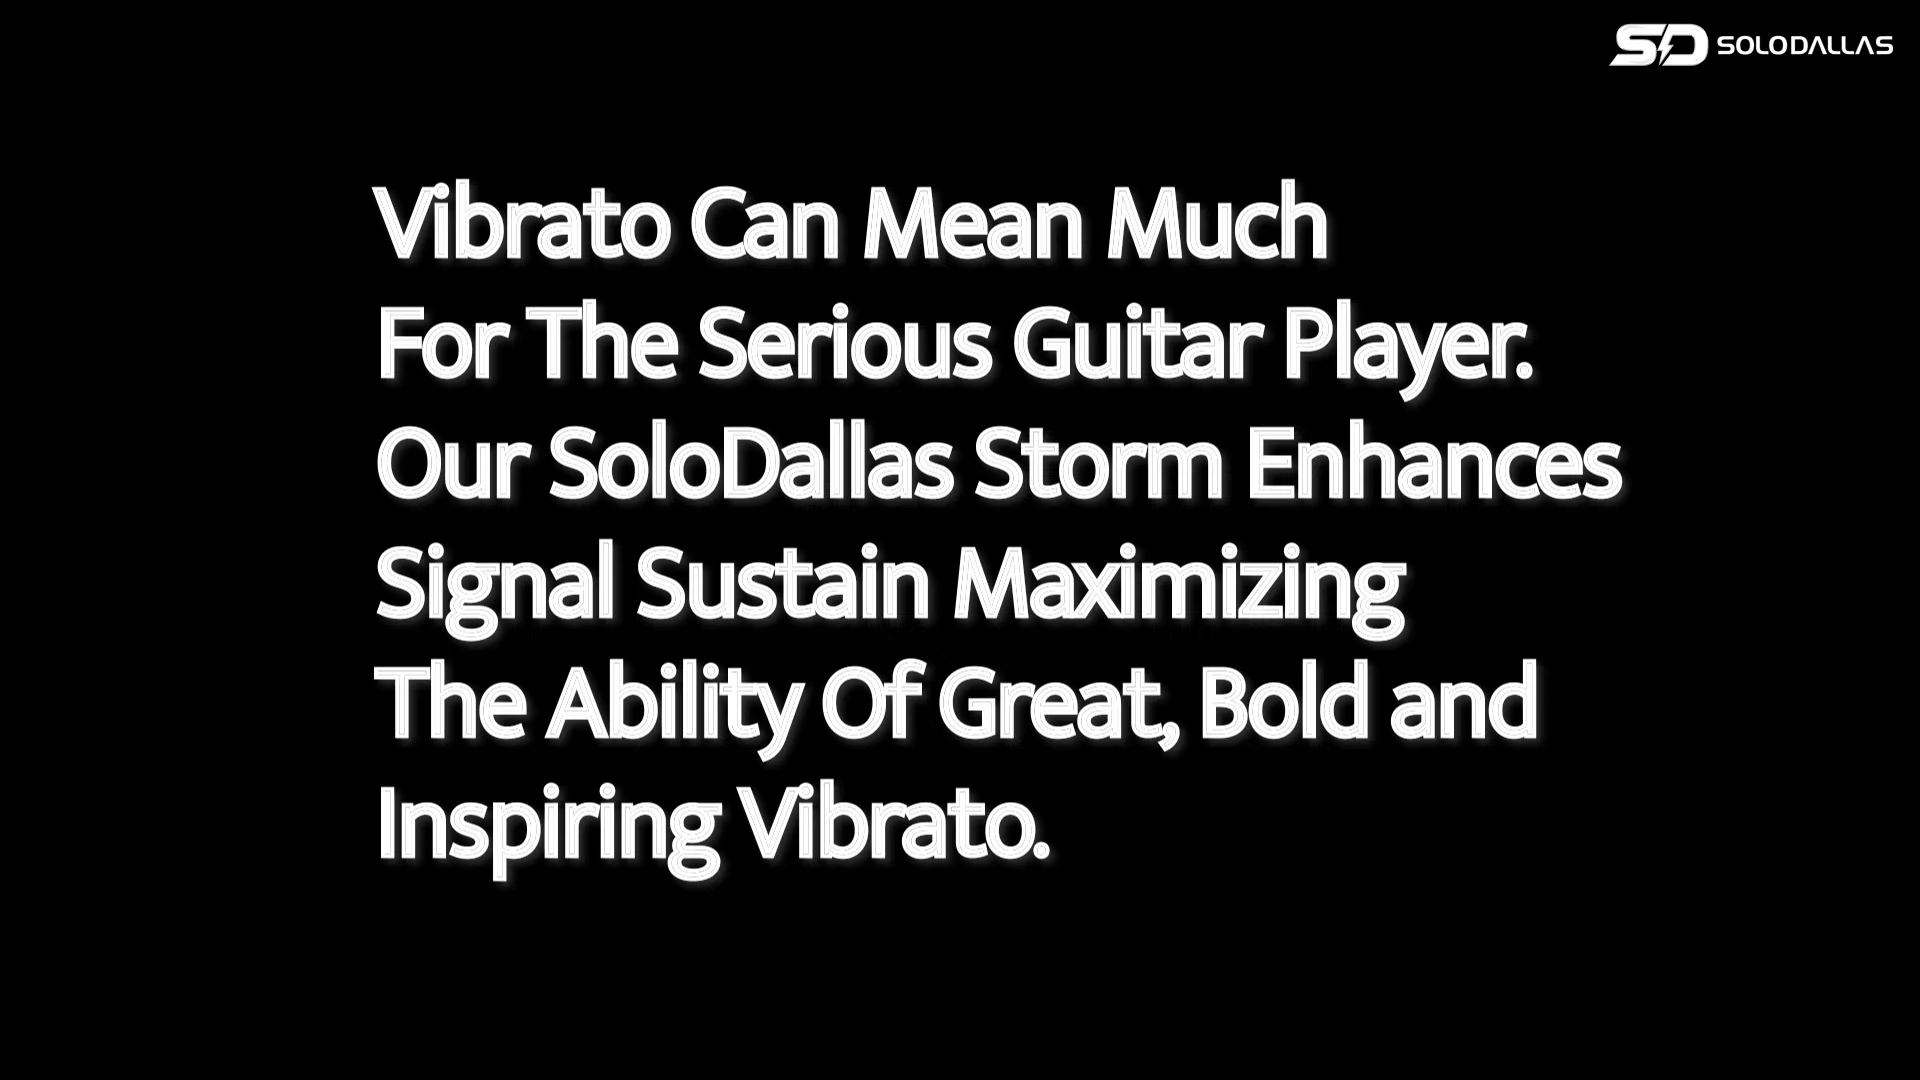 SD SOLODALLAS
Vibrato Can Mean Much
For The Serious Guitar Player.
Our SoloDallas Storm Enhances
Signal Sustain Maximizing
The Ability Of Great, Bold and
Inspiring Vibrato.